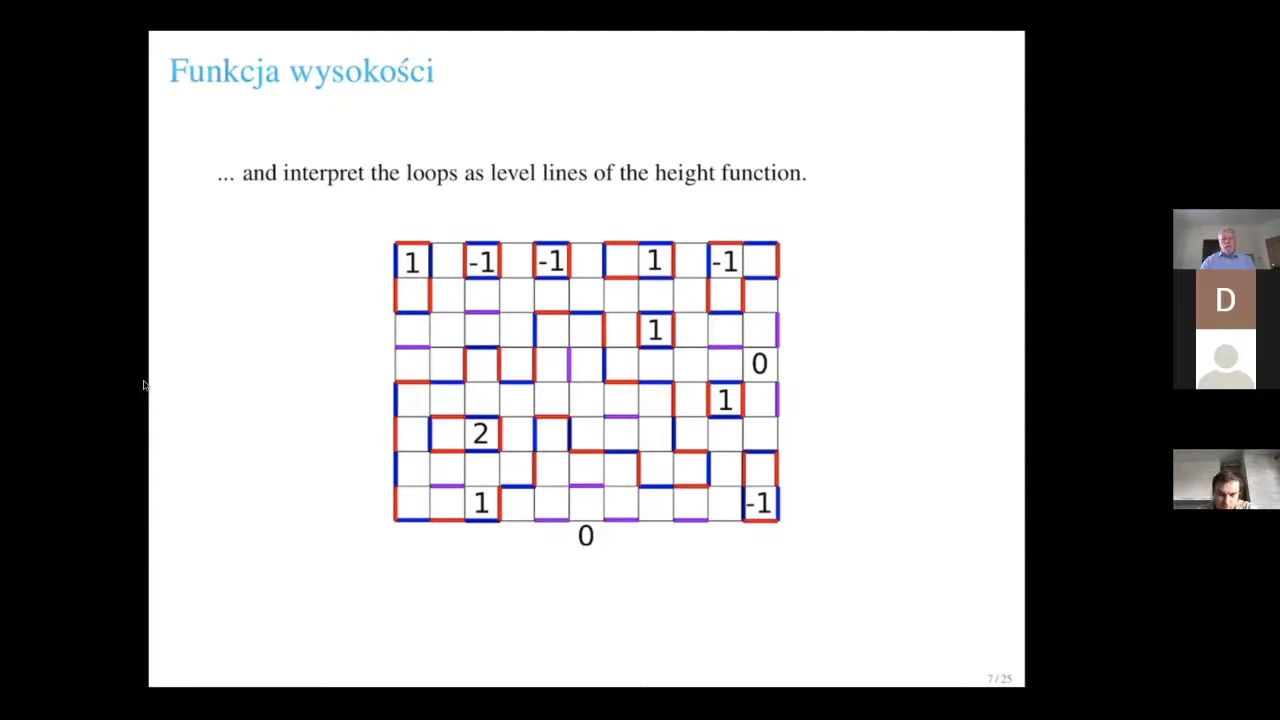 Funkcja wysokości
... and interpret the loops as level lines of the height function.
1 -1 -1 1 -1
1
0
1
2
1 -1
0
7 / 25
D